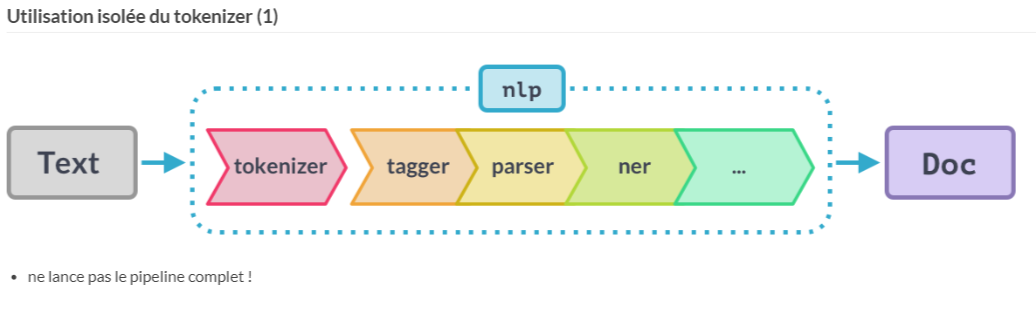 Utilisation isolée du tokenizer (1)
nlp
Text
tokenizer
tagger
parser
ner
...
Doc
• ne lance pas le pipeline complet !